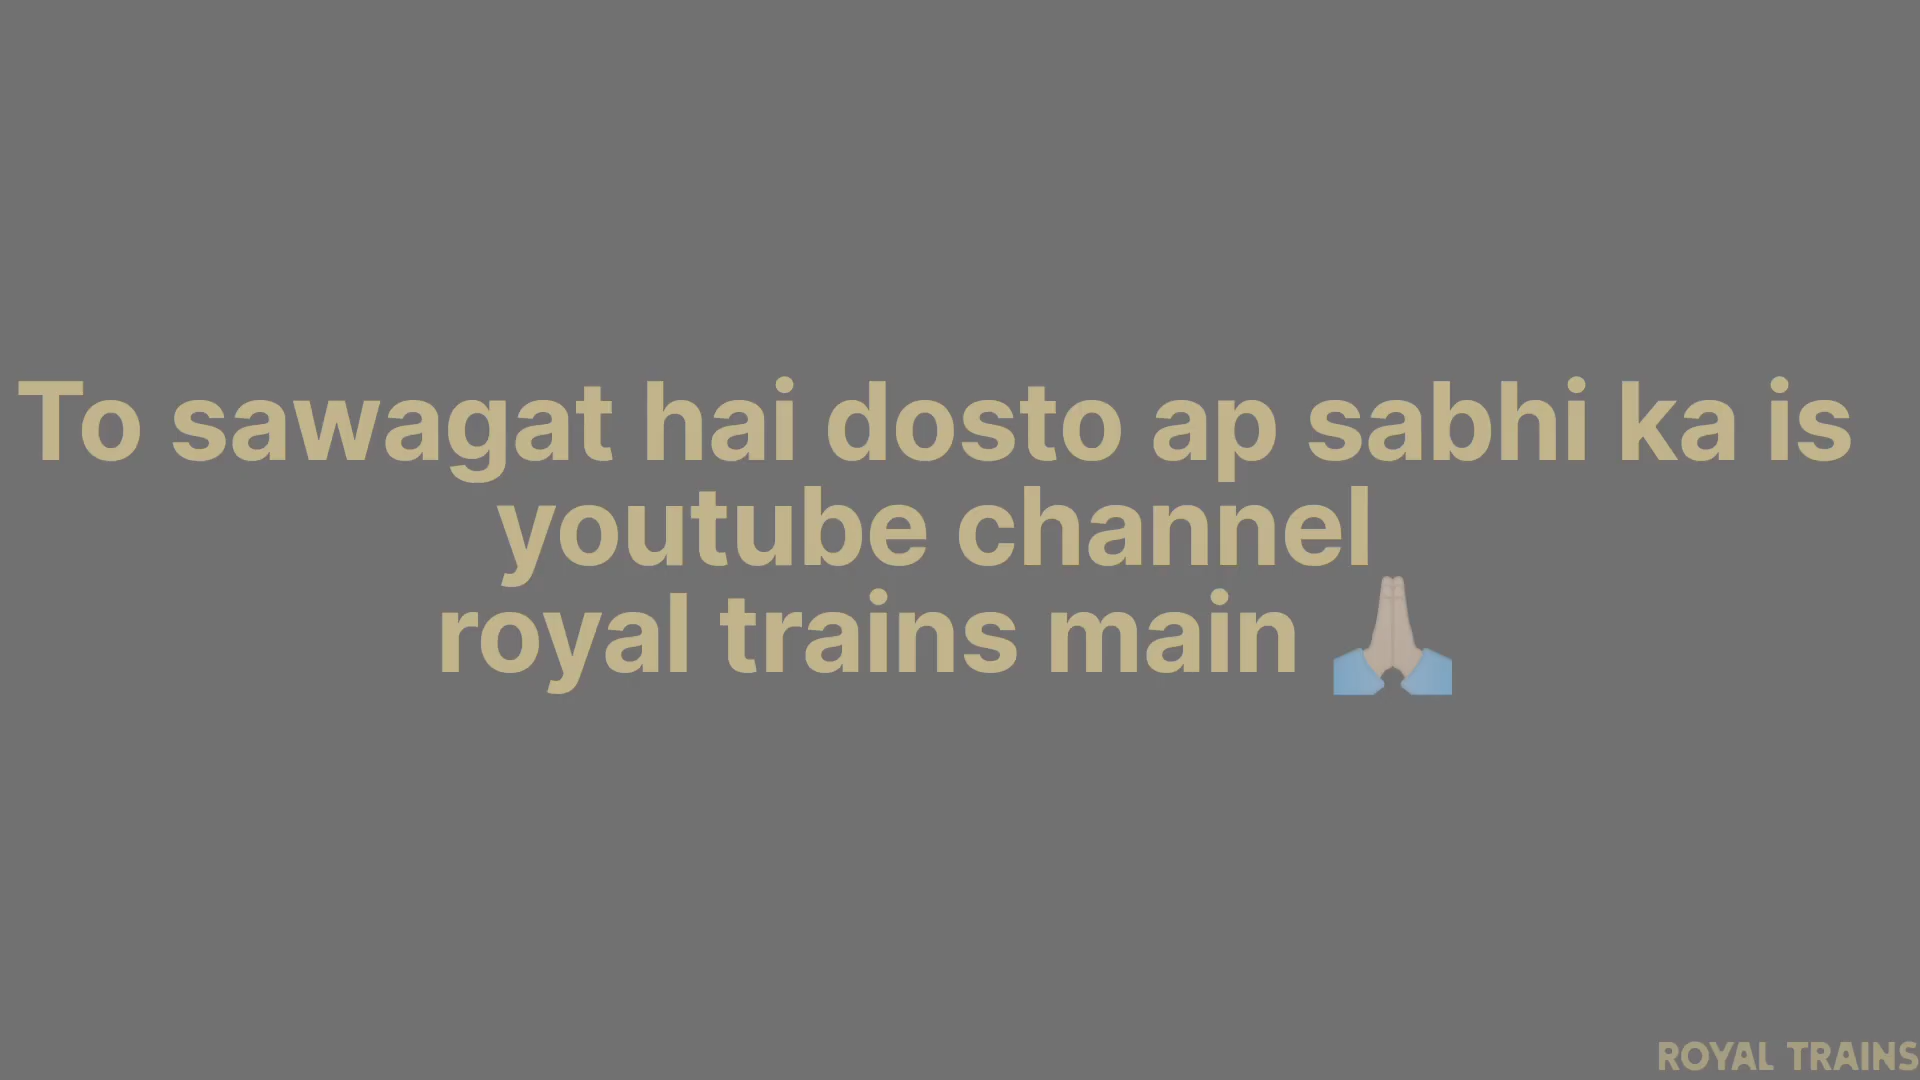 To sawagat hai dosto ap sabhi ka is
youtube channel
royal trains main 🙏🏻
ROYAL TRAINS